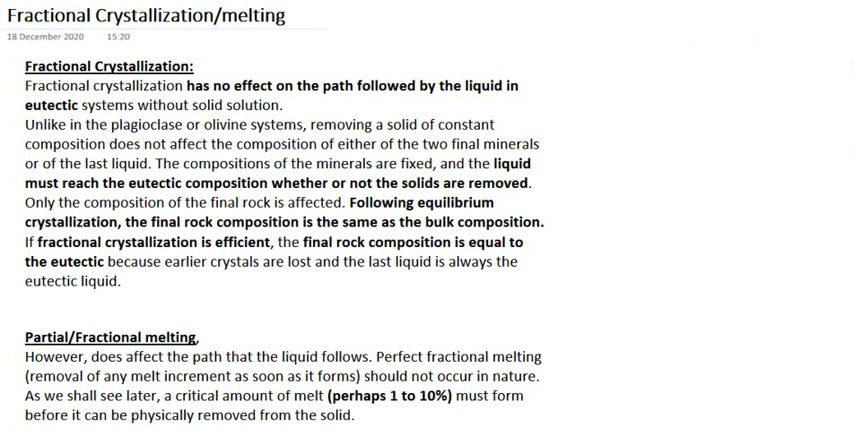 Fractional Crystallization/melting
18 December 2020 15:20
Fractional Crystallization:
Fractional crystallization has no effect on the path followed by the liquid in
eutectic systems without solid solution.
Unlike in the plagioclase or olivine systems, removing a solid of constant
composition does not affect the composition of either of the two final minerals
or of the last liquid. The compositions of the minerals are fixed, and the liquid
must reach the eutectic composition whether or not the solids are removed.
Only the composition of the final rock is affected. Following equilibrium
crystallization, the final rock composition is the same as the bulk composition.
If fractional crystallization is efficient, the final rock composition is equal to
the eutectic because earlier crystals are lost and the last liquid is always the
eutectic liquid.
Partial/Fractional melting,
However, does affect the path that the liquid follows. Perfect fractional melting
(removal of any melt increment as soon as it forms) should not occur in nature.
As we shall see later, a critical amount of melt (perhaps 1 to 10%) must form
before it can be physically removed from the solid.